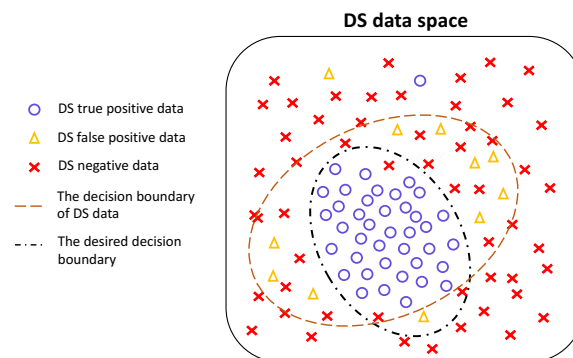 DS data space
DS true positive data
DS false positive data
DS negative data
The decision boundary
of DS data
The desired decision
boundary